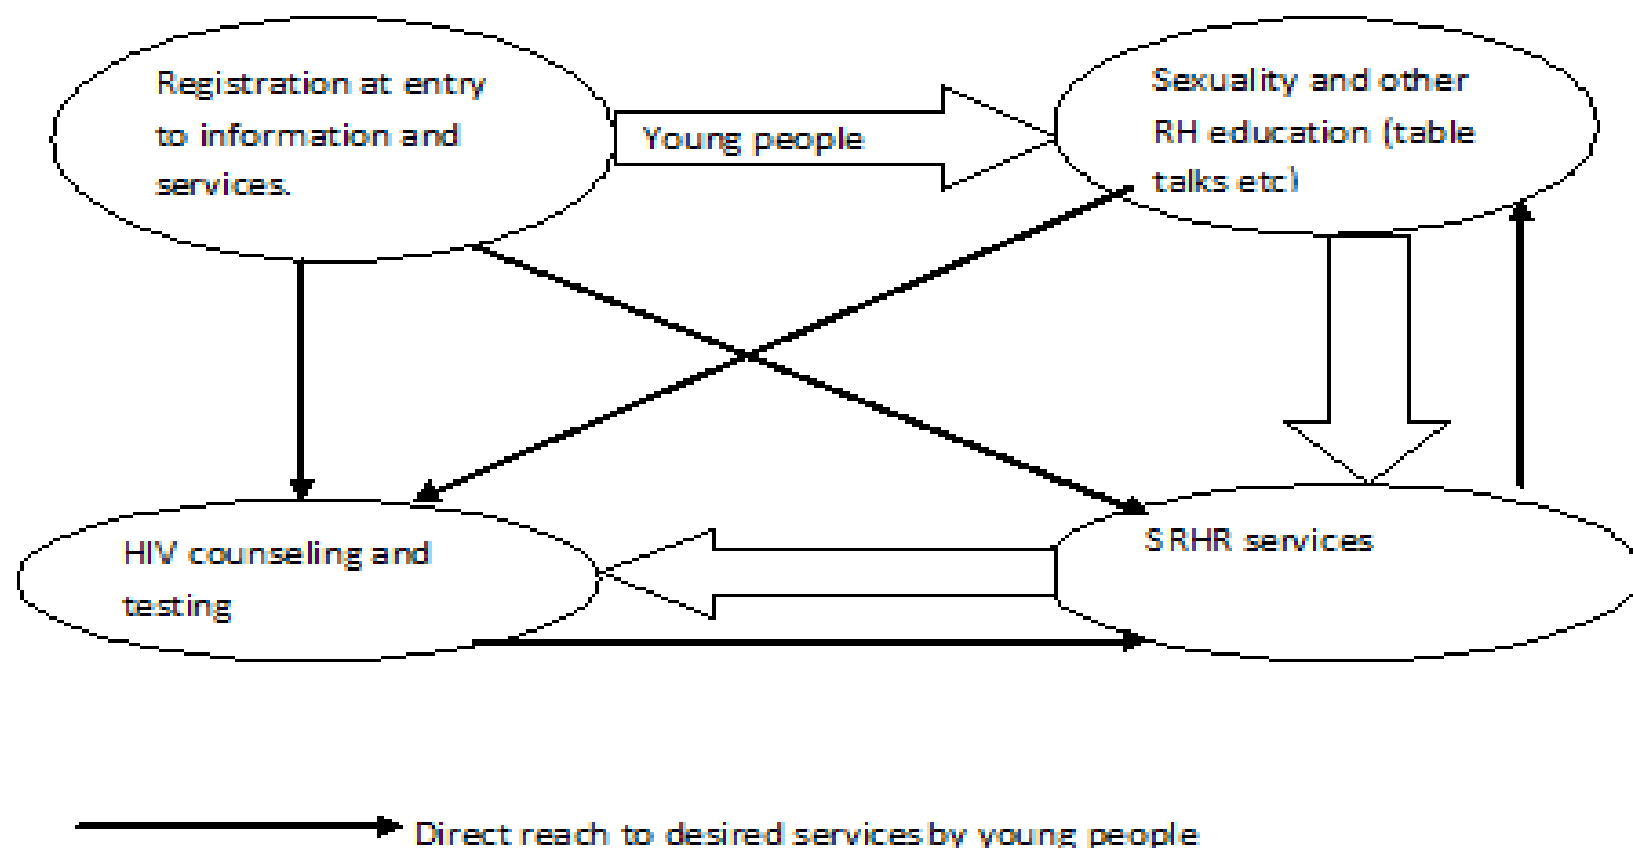 Registration at entry
to information and
services.
Young people
Sexuality and other
RH education (table
talks etc)
HIV counseling and
testing
SRHR services
Direct reach to desired services by young people